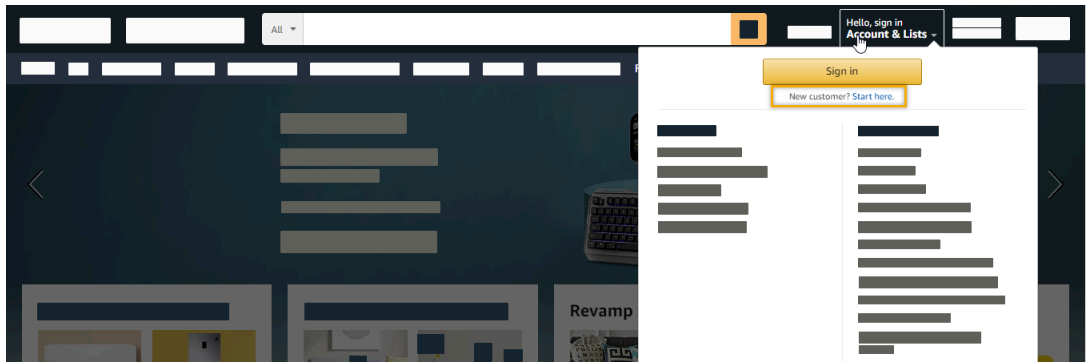 All
Hello, sign in
Account & Lists
Sign in
New customer? Start here.
Revamp